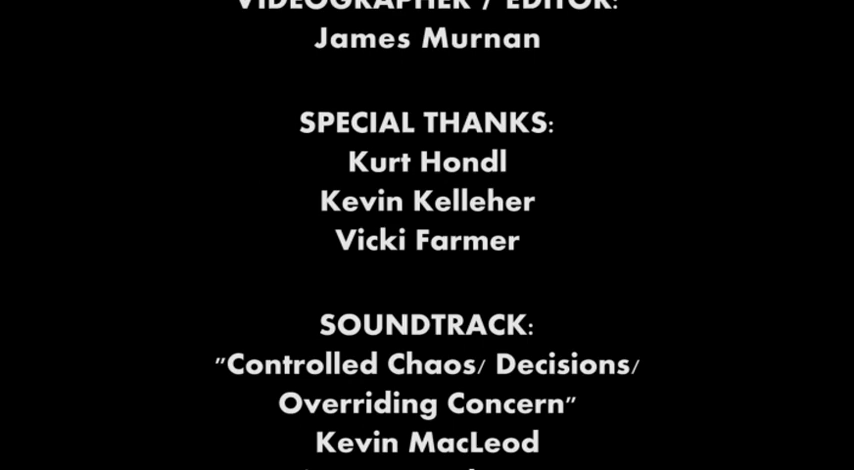 VIDEOGRAPHER / EDITOR:
James Murnan
SPECIAL THANKS:
Kurt Hondl
Kevin Kelleher
Vicki Farmer
SOUNDTRACK:
"Controlled Chaos/ Decisions/
Overriding Concern"
Kevin MacLeod